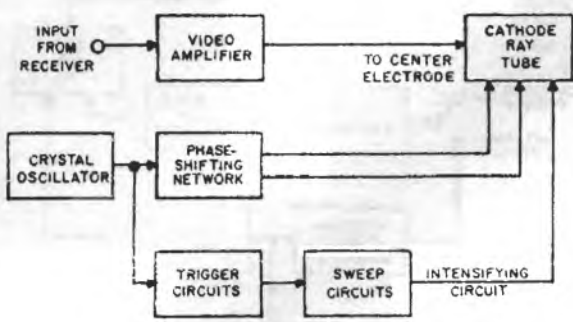 INPUT
FROM
RECEIVER
VIDEO
AMPLIFIER
TO CENTER
ELECTRODE
CATHODE
RAY
TUBE
CRYSTAL
OSCILLATOR
PHASE-
SHIFTING
NETWORK
TRIGGER
CIRCUITS
SWEEP
CIRCUITS
INTENSIFYING
CIRCUIT